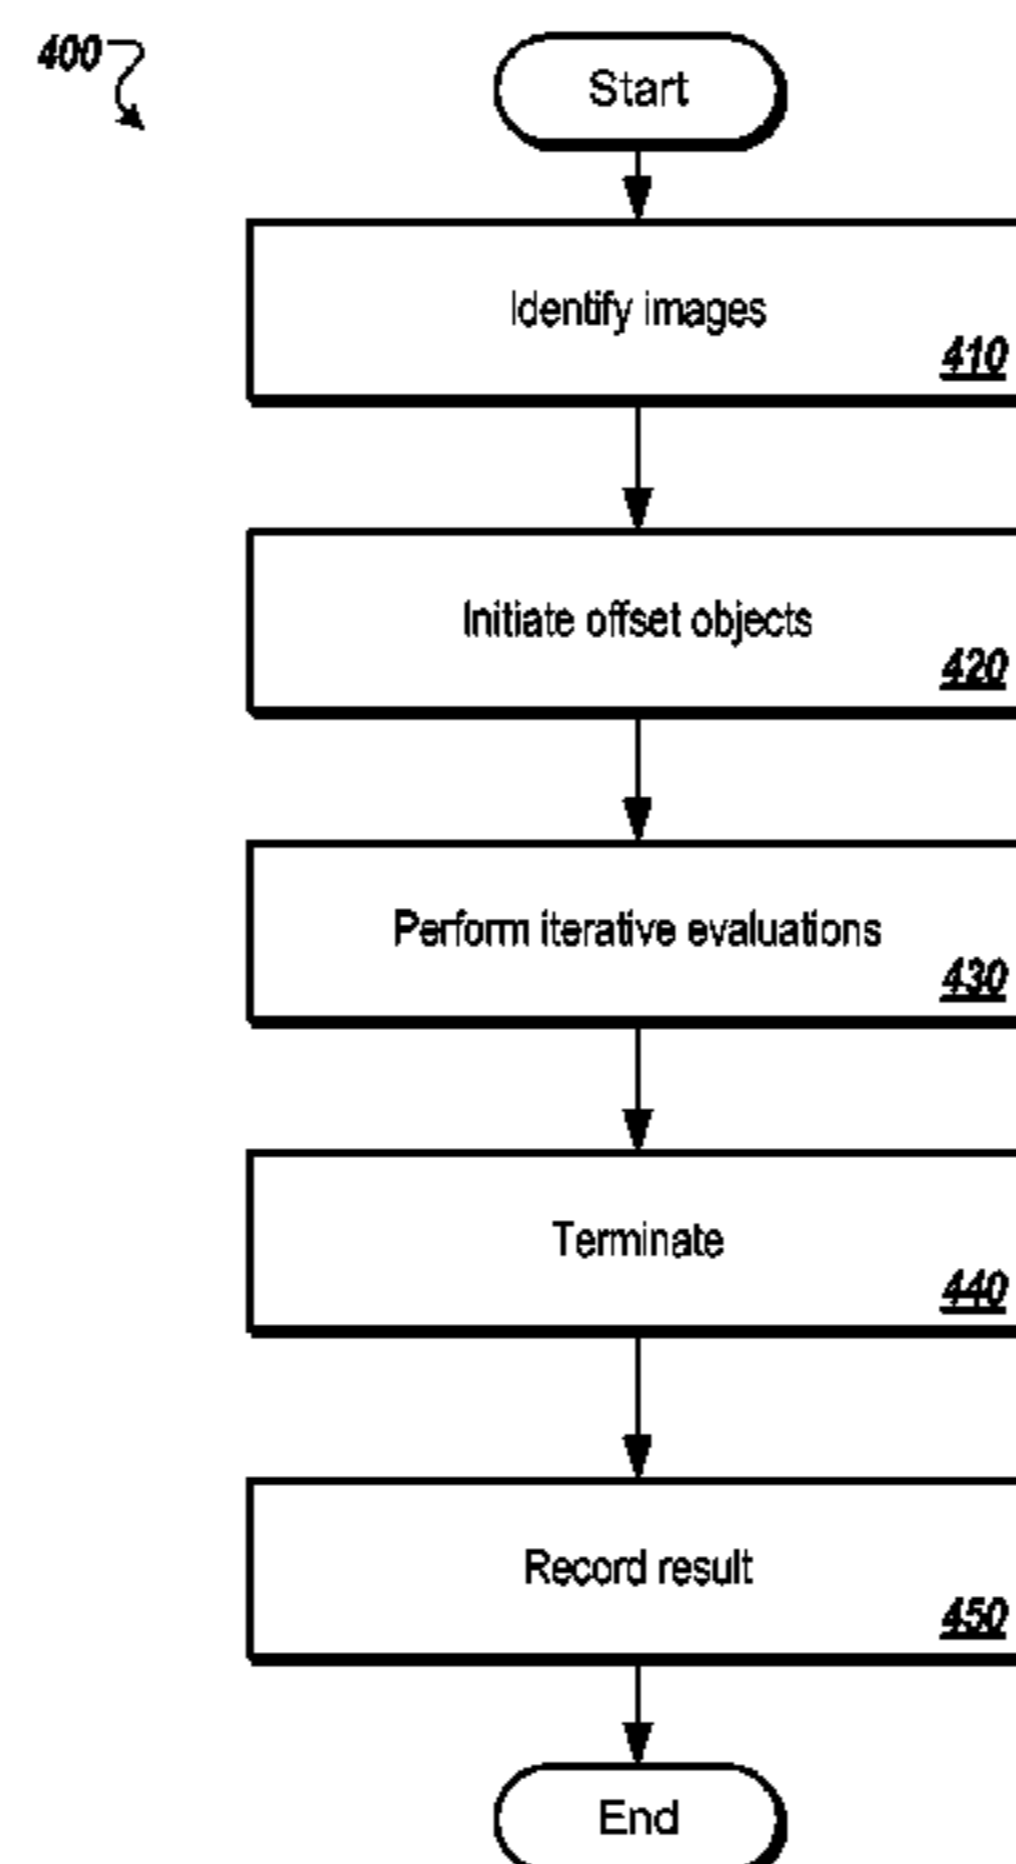 400
Start
Identify images
410
Initiate offset objects
420
Perform iterative evaluations
430
Terminate
440
Record result
450
End